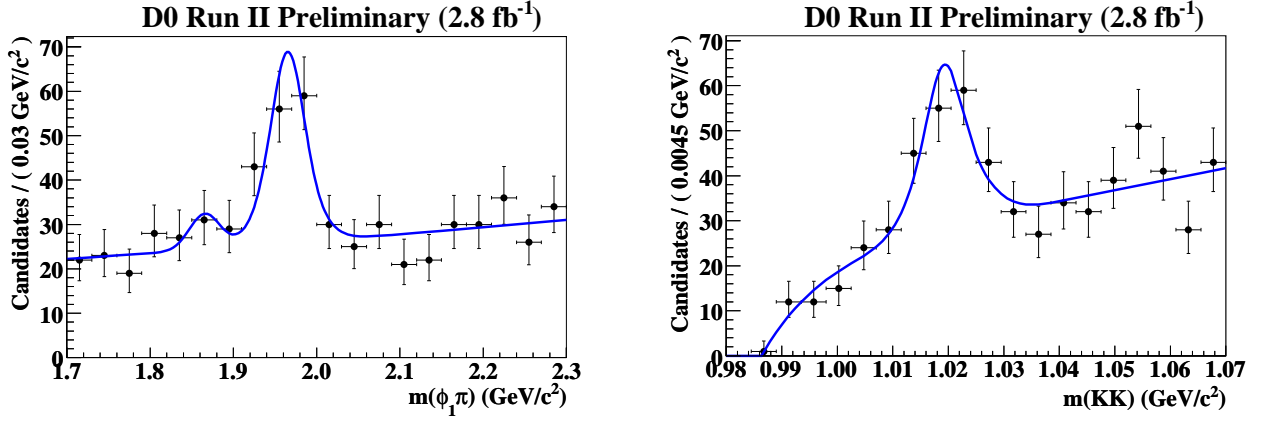 D0 Run II Preliminary (2.8 fb⁻¹)
Candidates / ( 0.03 GeV/c² )
70
60
50
40
30
20
10
0
1.7 1.8 1.9 2.0 2.1 2.2 2.3
m(ϕ₁π) (GeV/c²)
D0 Run II Preliminary (2.8 fb⁻¹)
Candidates / ( 0.0045 GeV/c² )
70
60
50
40
30
20
10
0
0.98 0.99 1.00 1.01 1.02 1.03 1.04 1.05 1.06 1.07
m(KK) (GeV/c²)